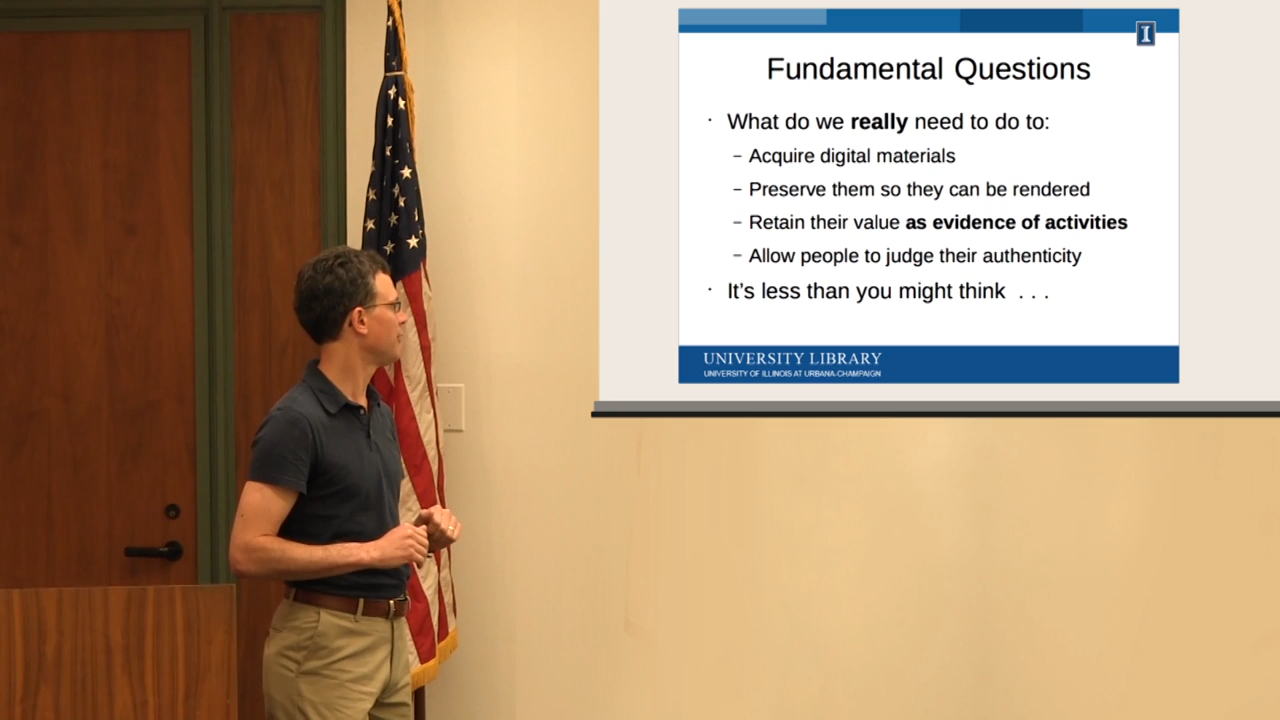 I
Fundamental Questions
· What do we really need to do to:
– Acquire digital materials
– Preserve them so they can be rendered
– Retain their value as evidence of activities
– Allow people to judge their authenticity
· It’s less than you might think . . .
UNIVERSITY LIBRARY
UNIVERSITY OF ILLINOIS AT URBANA-CHAMPAIGN